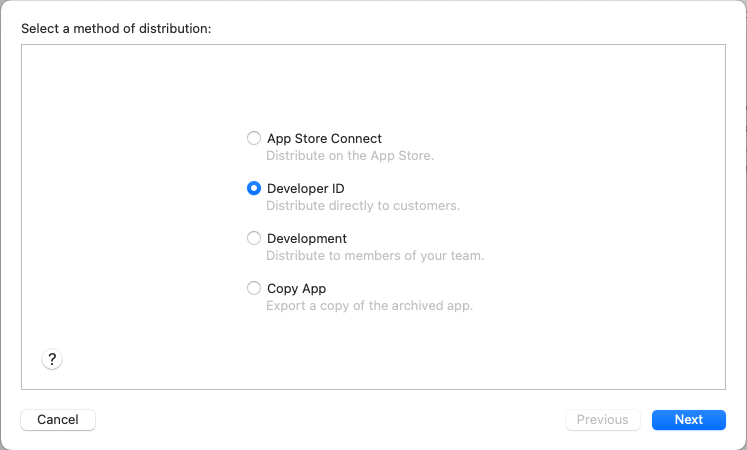 Select a method of distribution:
App Store Connect
Distribute on the App Store.
Developer ID
Distribute directly to customers.
Development
Distribute to members of your team.
Copy App
Export a copy of the archived app.
?
Cancel
Previous
Next